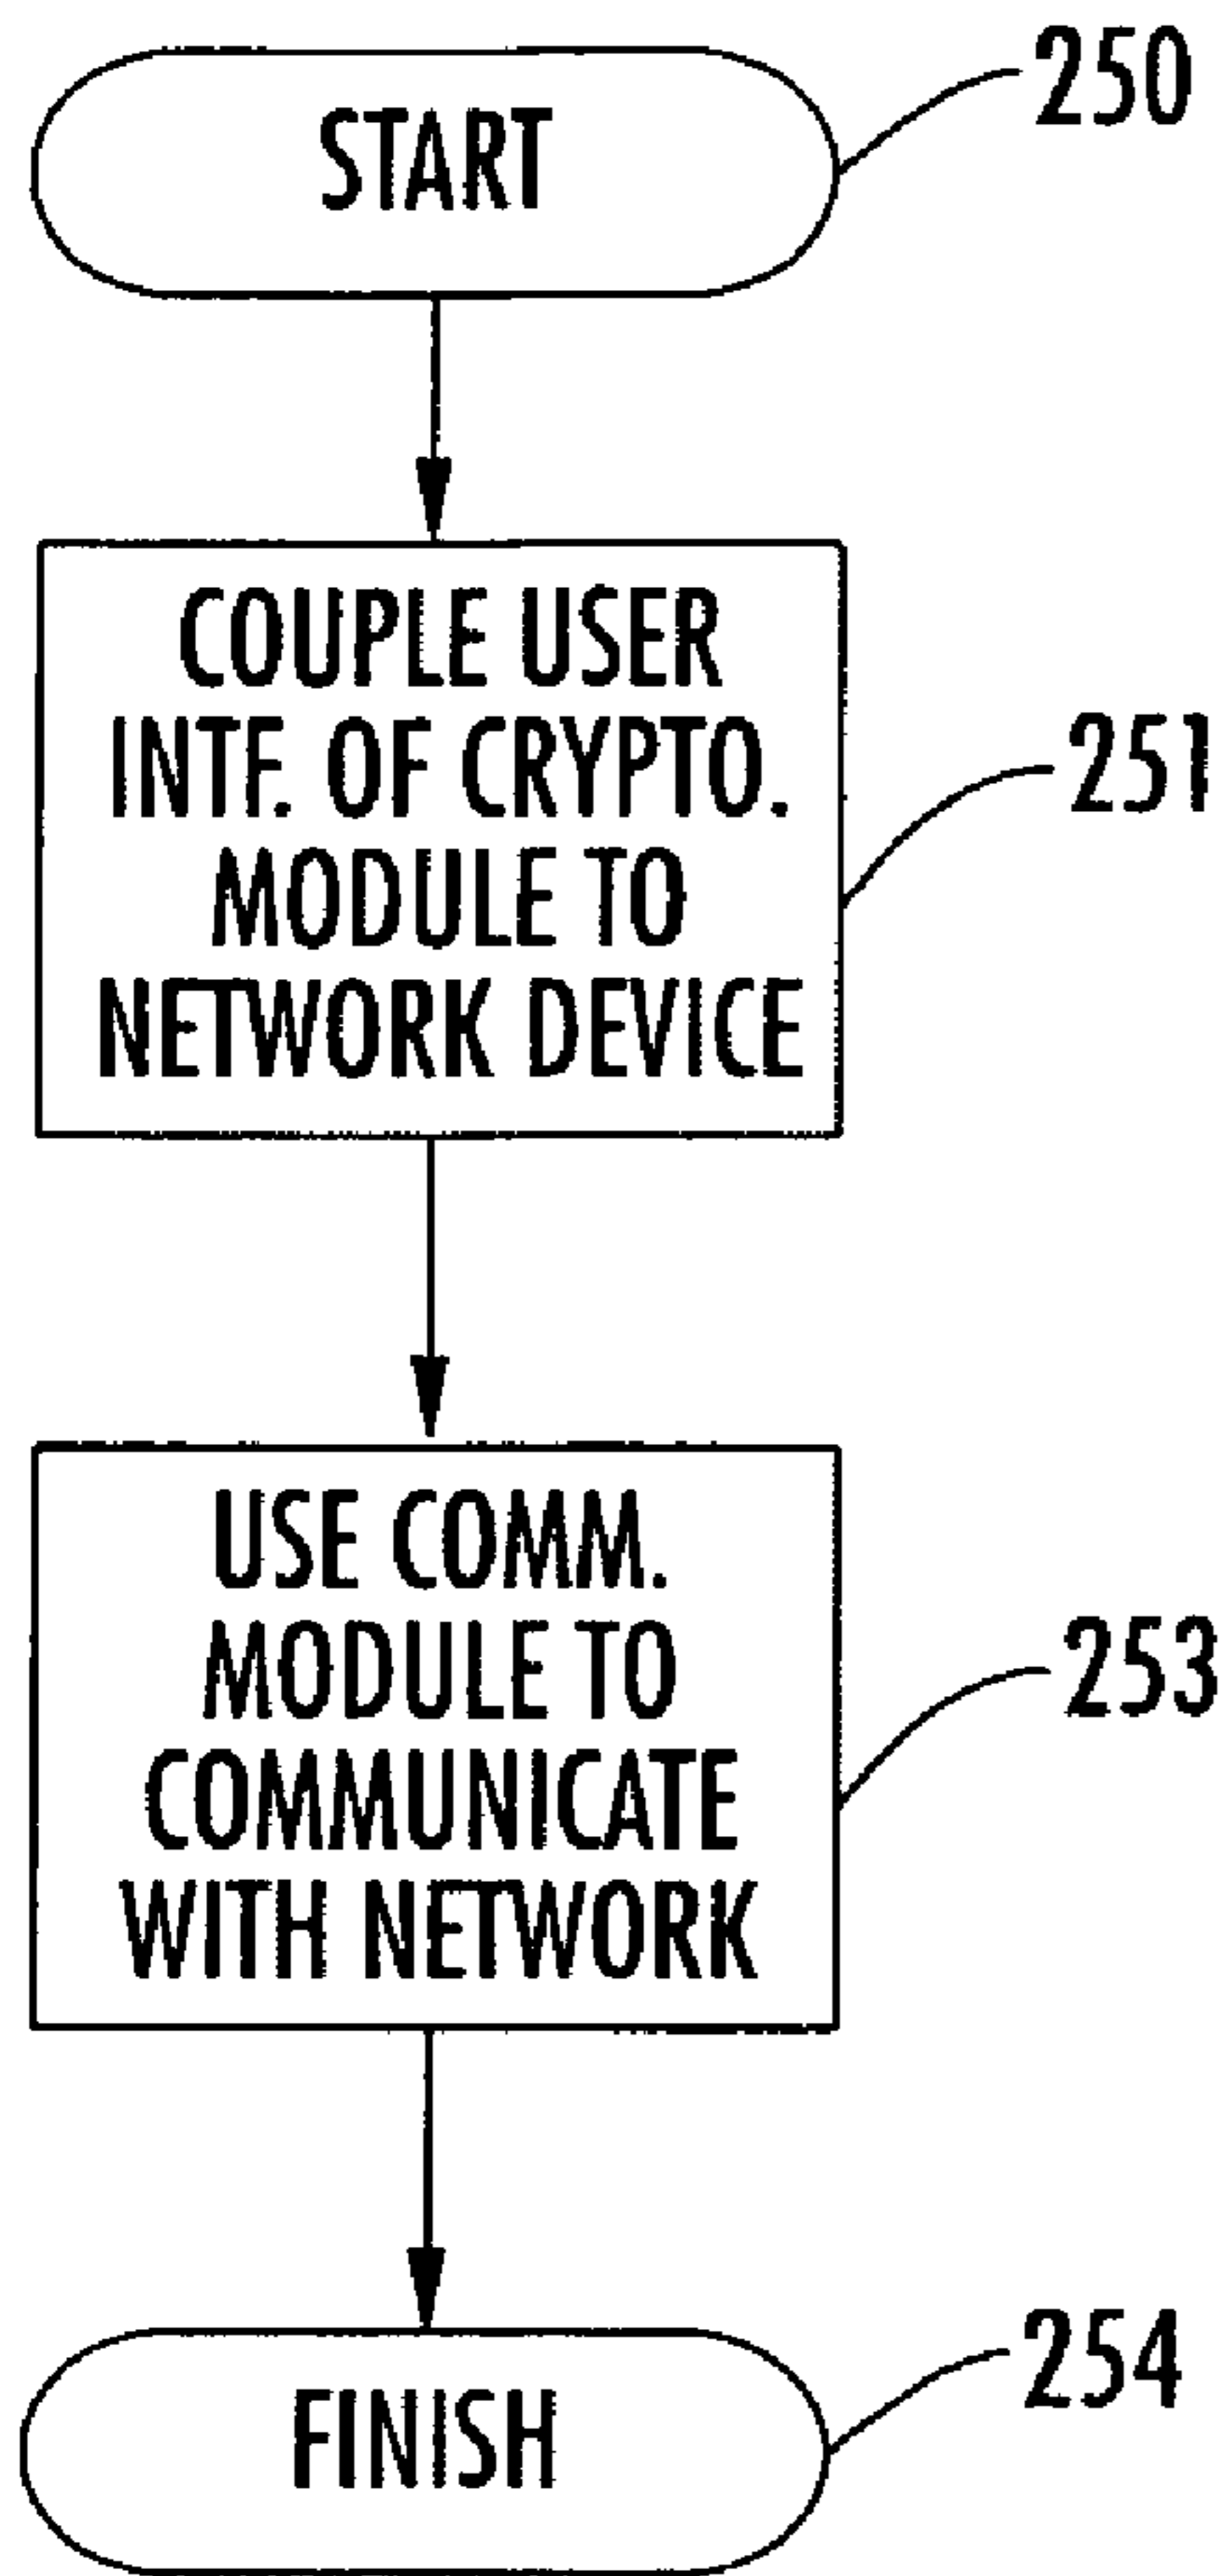 START
250
COUPLE USER
INTF. OF CRYPTO.
MODULE TO
NETWORK DEVICE
251
USE COMM.
MODULE TO
COMMUNICATE
WITH NETWORK
253
FINISH
254